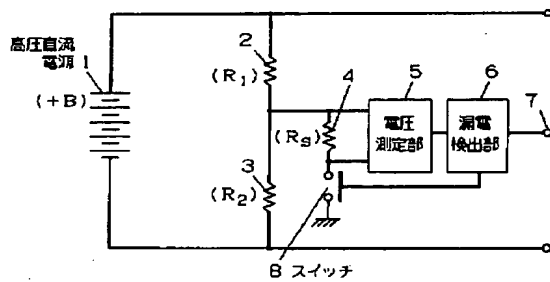 高圧直流
電源 1
(+B)
2
(R1)
3
(R2)
4
(RS)
5
電圧
測定部
6
漏電
検出部
7
8 スイッチ